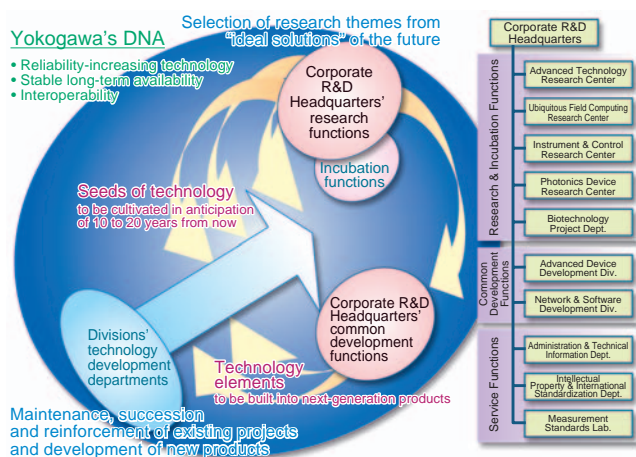 Yokogawa's DNA
• Reliability-increasing technology
• Stable long-term availability
• Interoperability
Selection of research themes from
“ideal solutions” of the future
Corporate
R&D
Headquarters'
research
functions
Incubation
functions
Seeds of technology
to be cultivated in anticipation
of 10 to 20 years from now
Corporate R&D
Headquarters'
common
development
functions
Divisions'
technology
development
departments
Technology
elements
to be built into next-generation products
Maintenance, succession
and reinforcement of existing projects
and development of new products
Corporate R&D
Headquarters
Research & Incubation Functions
Advanced Technology
Research Center
Ubiquitous Field Computing
Research Center
Instrument & Control
Research Center
Photonics Device
Research Center
Biotechnology
Project Dept.
Common
Development
Functions
Advanced Device
Development Div.
Network & Software
Development Div.
Service Functions
Administration & Technical
Information Dept.
Intellectual
Property & International
Standardization Dept.
Measurement
Standards Lab.